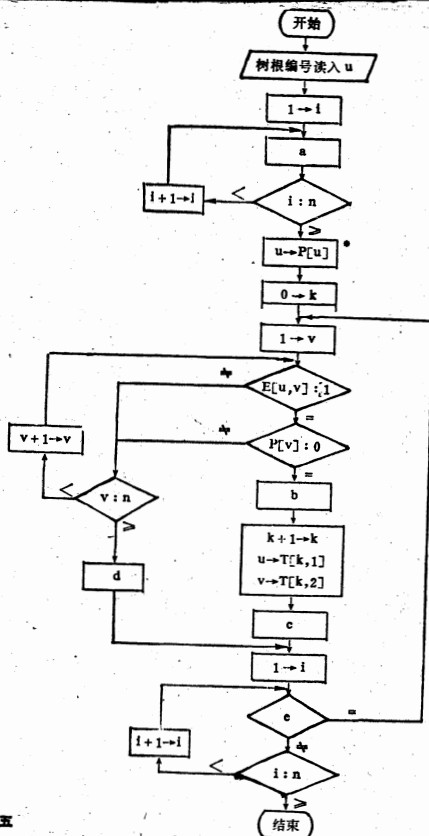 开始
树根编号读入 u
1→i
a
i:n
<
i+1→i
≥
u→P[u]
0→k
1→v
E[u,v]:1
≠
=
P[v]:0
≠
=
v+1→v
v:n
<
≥
b
k+1→k
u→T[k,1]
v→T[k,2]
d
c
1→i
e
=
≠
i+1→i
i:n
<
≥
结束
五